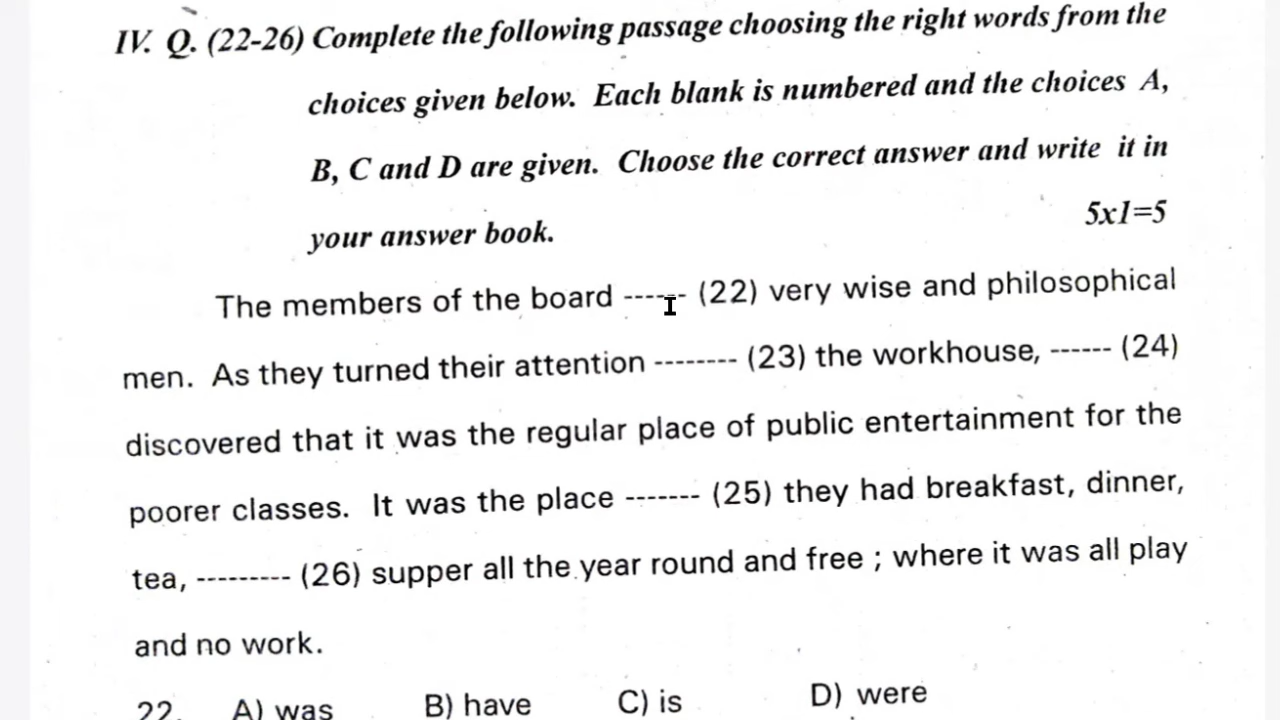 IV. Q. (22-26) Complete the following passage choosing the right words from the
choices given below. Each blank is numbered and the choices A,
B, C and D are given. Choose the correct answer and write it in
your answer book. 5x1=5
The members of the board ------ (22) very wise and philosophical
men. As they turned their attention -------- (23) the workhouse, ------ (24)
discovered that it was the regular place of public entertainment for the
poorer classes. It was the place ------- (25) they had breakfast, dinner,
tea, --------- (26) supper all the year round and free ; where it was all play
and no work.
22. A) was B) have C) is D) were